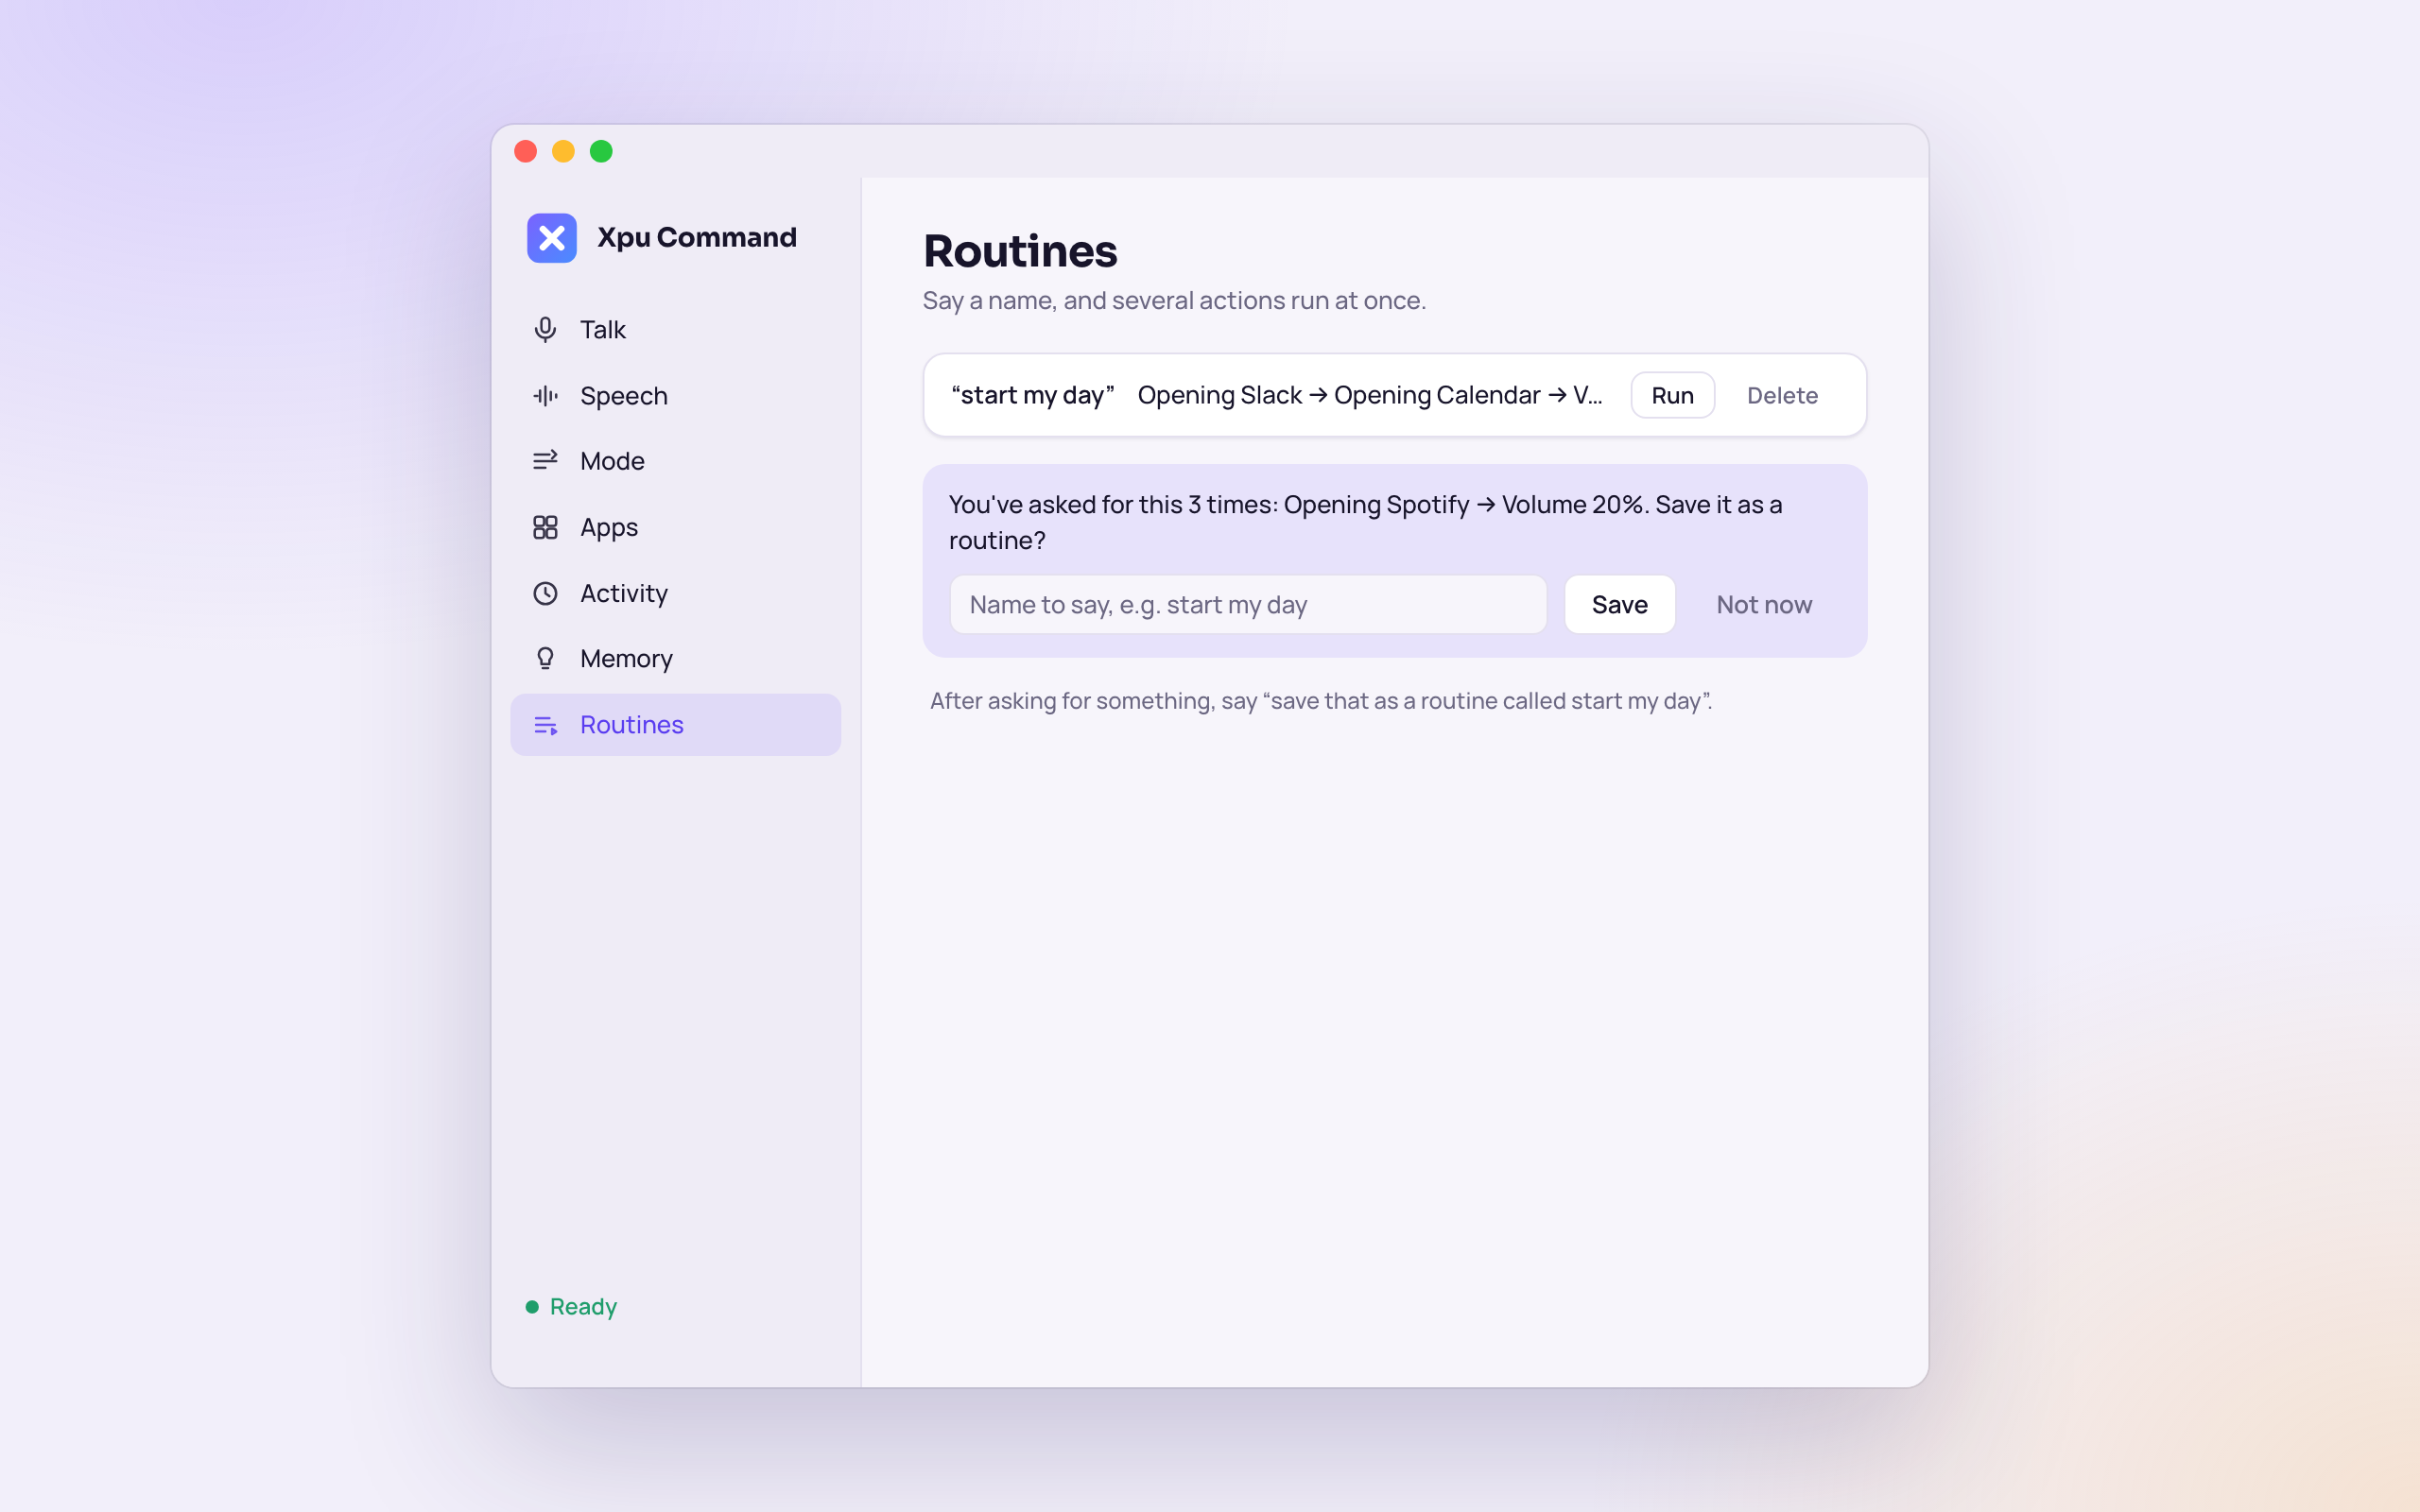 Xpu Command
Talk
Speech
Mode
Apps
Activity
Memory
Routines
Ready
Routines
Say a name, and several actions run at once.
“start my day” Opening Slack → Opening Calendar → V... Run Delete
You've asked for this 3 times: Opening Spotify → Volume 20%. Save it as a
routine?
Name to say, e.g. start my day Save Not now
After asking for something, say “save that as a routine called start my day”.